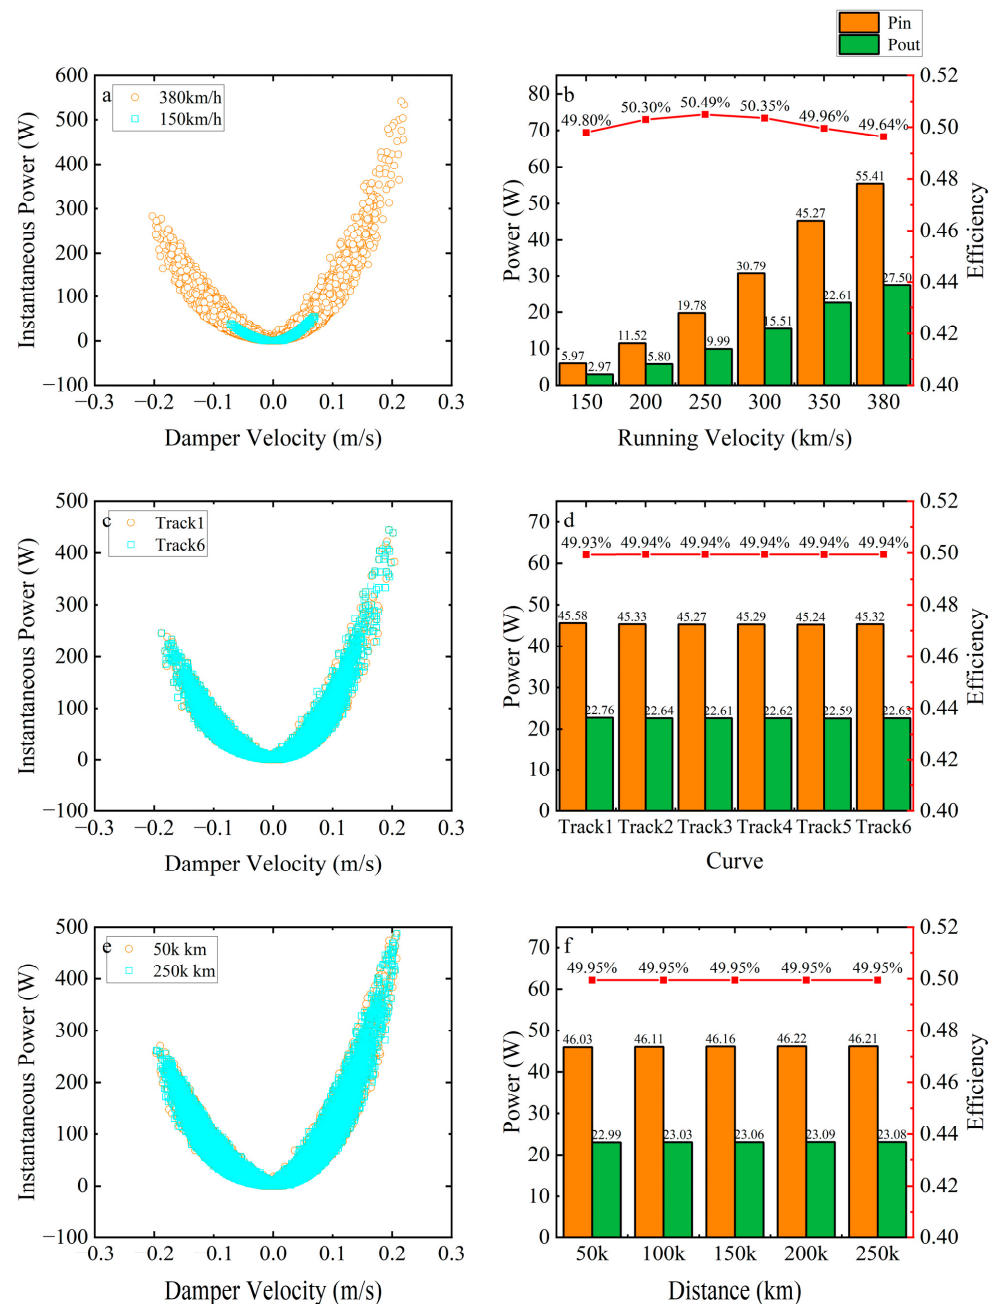 Pin
Pout
a
380km/h
150km/h
600
500
400
300
200
100
0
−100
−0.3 −0.2 −0.1 0.0 0.1 0.2 0.3
Instantaneous Power (W)
Damper Velocity (m/s)
b
80
70
60
50
40
30
20
10
0
Power (W)
49.80% 50.30% 50.49% 50.35% 49.96% 49.64%
5.97 2.97 11.52 5.80 19.78 9.99 30.79 15.51 45.27 22.61 55.41 27.50
0.52
0.50
0.48
0.46
0.44
0.42
0.40
Efficiency
150 200 250 300 350 380
Running Velocity (km/s)
c
Track1
Track6
500
400
300
200
100
0
−100
−0.3 −0.2 −0.1 0.0 0.1 0.2 0.3
Instantaneous Power (W)
Damper Velocity (m/s)
d
70
60
50
40
30
20
10
0
Power (W)
49.93% 49.94% 49.94% 49.94% 49.94% 49.94%
45.58 22.76 45.33 22.64 45.27 22.61 45.29 22.62 45.24 22.59 45.32 22.63
0.52
0.50
0.48
0.46
0.44
0.42
0.40
Efficiency
Track1 Track2 Track3 Track4 Track5 Track6
Curve
e
50k km
250k km
500
400
300
200
100
0
−100
−0.3 −0.2 −0.1 0.0 0.1 0.2 0.3
Instantaneous Power (W)
Damper Velocity (m/s)
f
70
60
50
40
30
20
10
0
Power (W)
49.95% 49.95% 49.95% 49.95% 49.95%
46.03 22.99 46.11 23.03 46.16 23.06 46.22 23.09 46.21 23.08
0.52
0.50
0.48
0.46
0.44
0.42
0.40
Efficiency
50k 100k 150k 200k 250k
Distance (km)